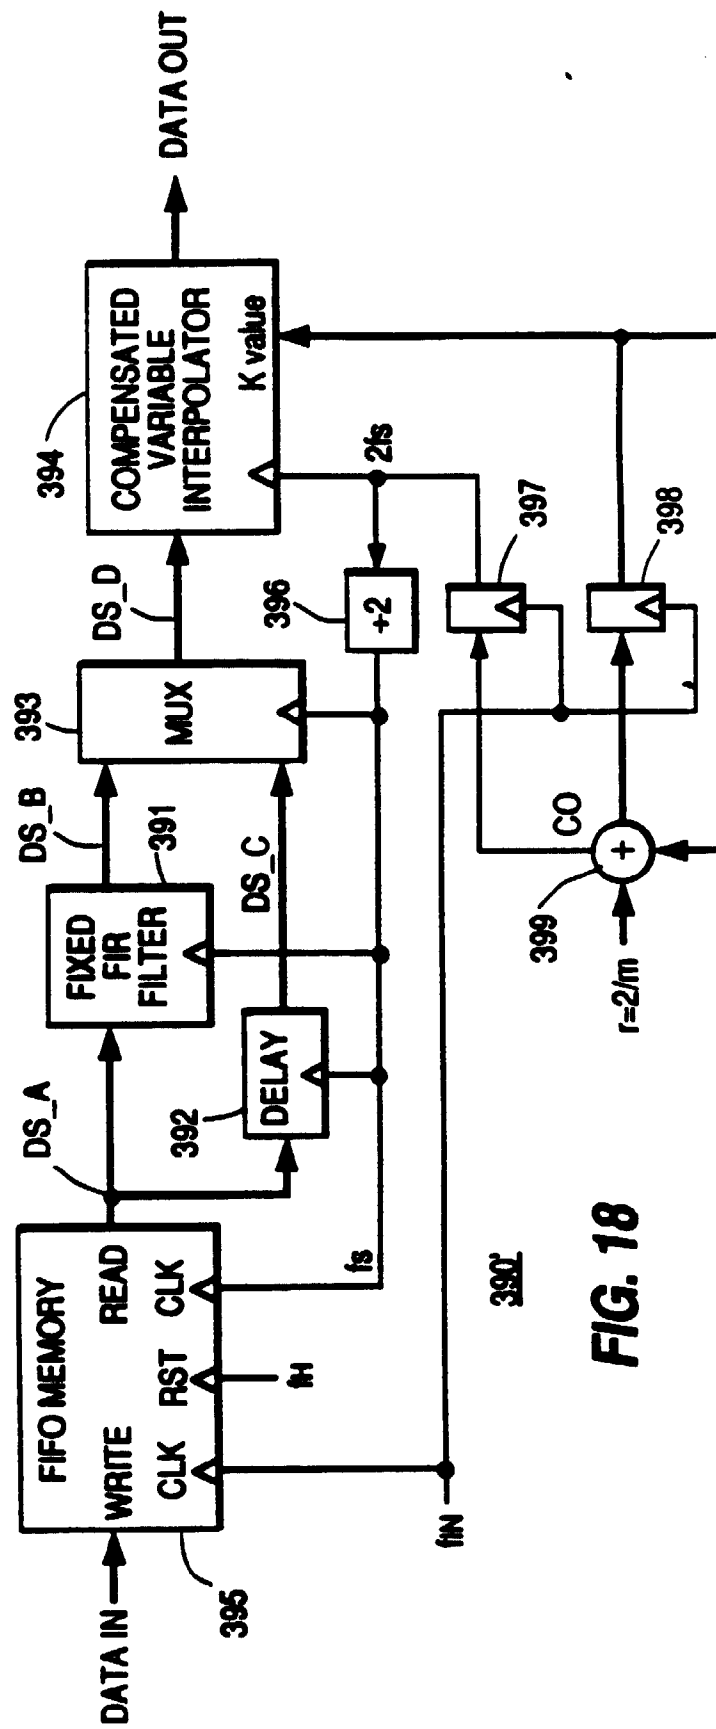 DATA IN
395
FIFO MEMORY
WRITE
READ
CLK
RST
CLK
fIN
fH
fs
DS_A
FIXED
FIR
FILTER
391
392
DELAY
DS_B
DS_C
393
MUX
DS_D
394
COMPENSATED
VARIABLE
INTERPOLATOR
K value
DATA OUT
2fs
396
÷2
397
398
CO
+
399
r=2/m
390'
FIG. 18